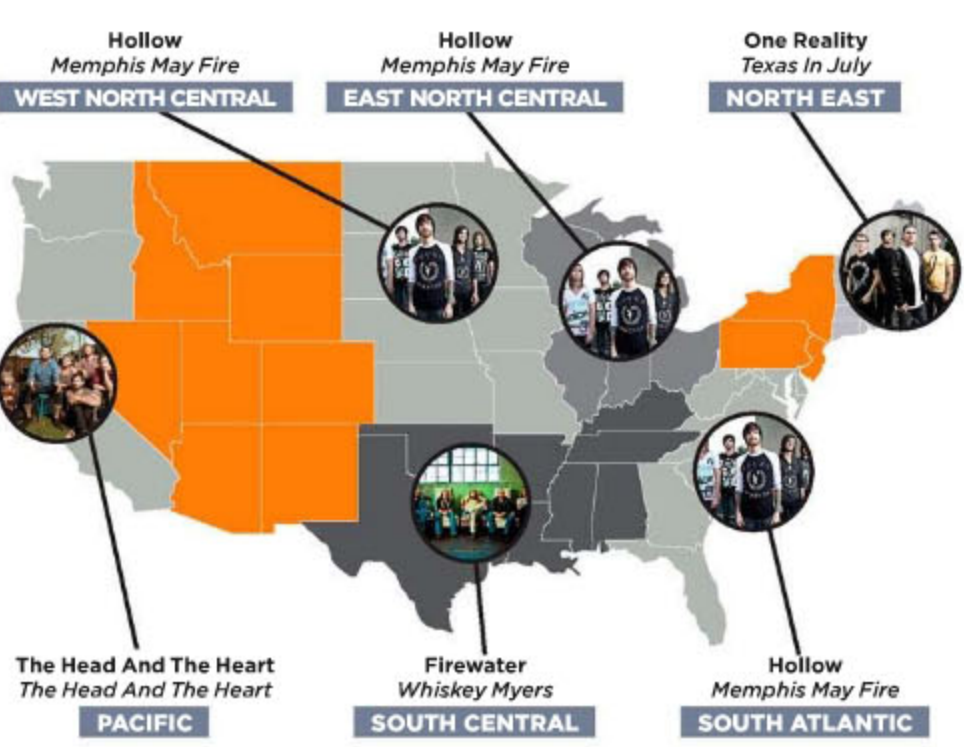 Hollow
Memphis May Fire
WEST NORTH CENTRAL
Hollow
Memphis May Fire
EAST NORTH CENTRAL
One Reality
Texas In July
NORTH EAST
The Head And The Heart
The Head And The Heart
PACIFIC
Firewater
Whiskey Myers
SOUTH CENTRAL
Hollow
Memphis May Fire
SOUTH ATLANTIC